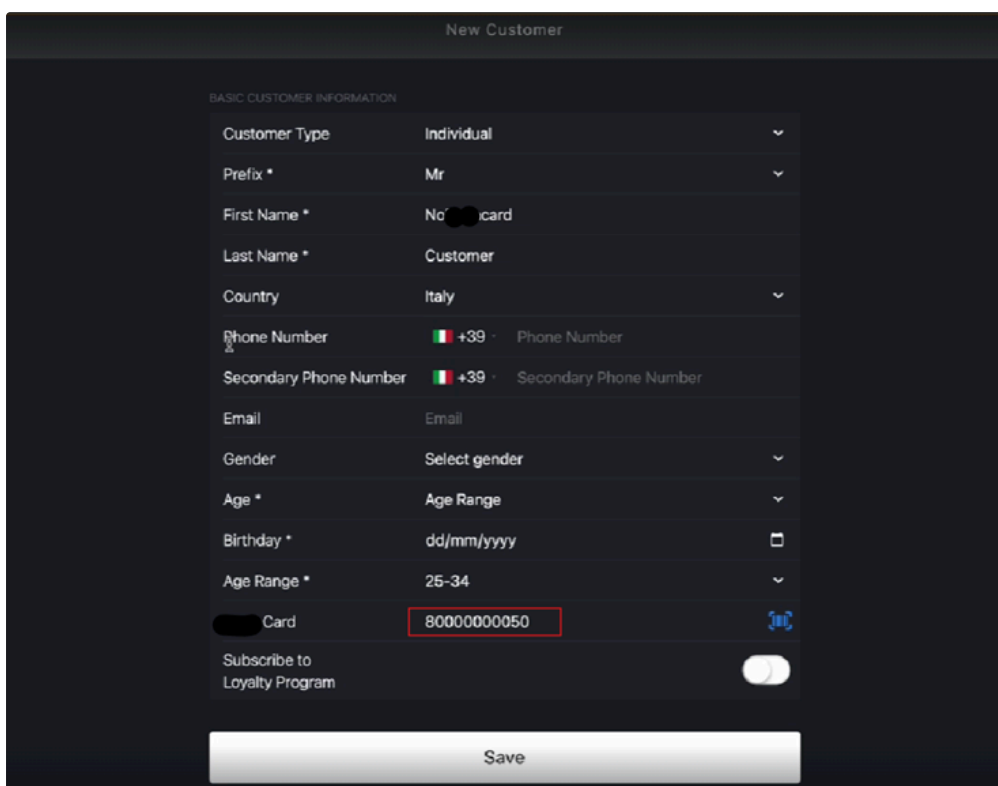 New Customer
BASIC CUSTOMER INFORMATION
Customer Type Individual
Prefix * Mr
First Name *
Last Name * Customer
Country Italy
Phone Number +39 Phone Number
Secondary Phone Number +39 Secondary Phone Number
Email Email
Gender Select gender
Age * Age Range
Birthday * dd/mm/yyyy
Age Range * 25-34
Card 80000000050
Subscribe to
Loyalty Program
Save